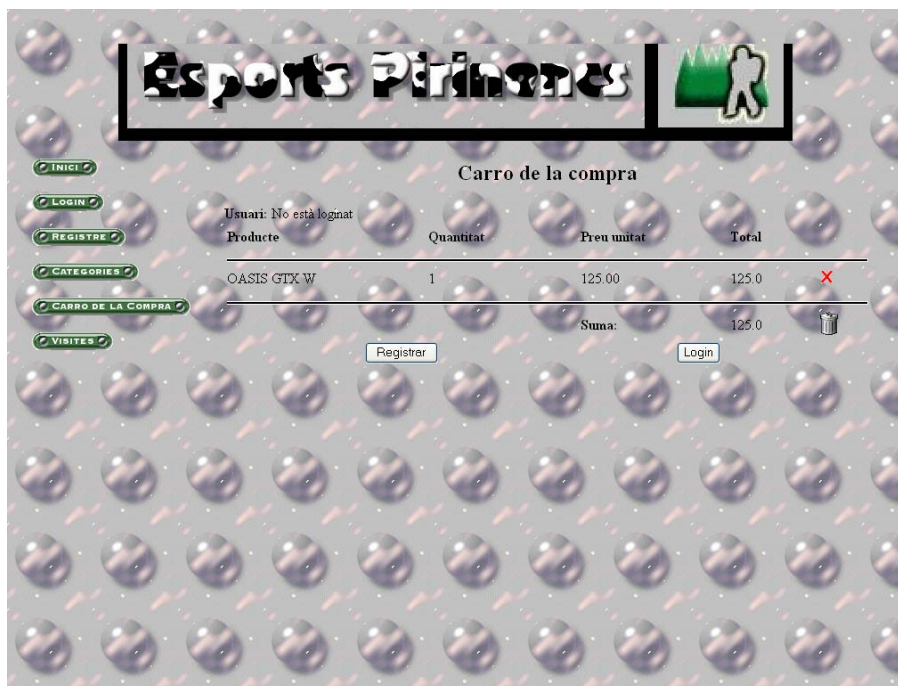 Esports Pirinencs
INICI
LOGIN
REGISTRE
CATEGORIES
CARRO DE LA COMPRA
VISITES
Carro de la compra
Usuari: No està loginat
Producte Quantitat Preu unitat Total
OASIS GTX W 1 125.00 125.0 X
Suma: 125.0
Registrar Login